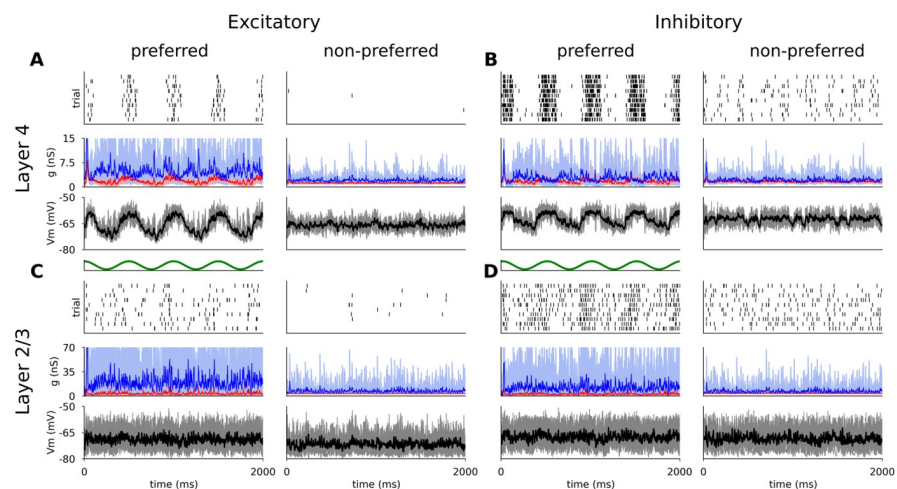 Excitatory Inhibitory
preferred non-preferred preferred non-preferred
A B
trial
Layer 4
15
7.5
0
g (nS)
-50
-65
-80
Vm (mV)
C D
trial
Layer 2/3
70
35
0
g (nS)
-50
-65
-80
Vm (mV)
0 2000 0 2000 0 2000 0 2000
time (ms) time (ms) time (ms) time (ms)